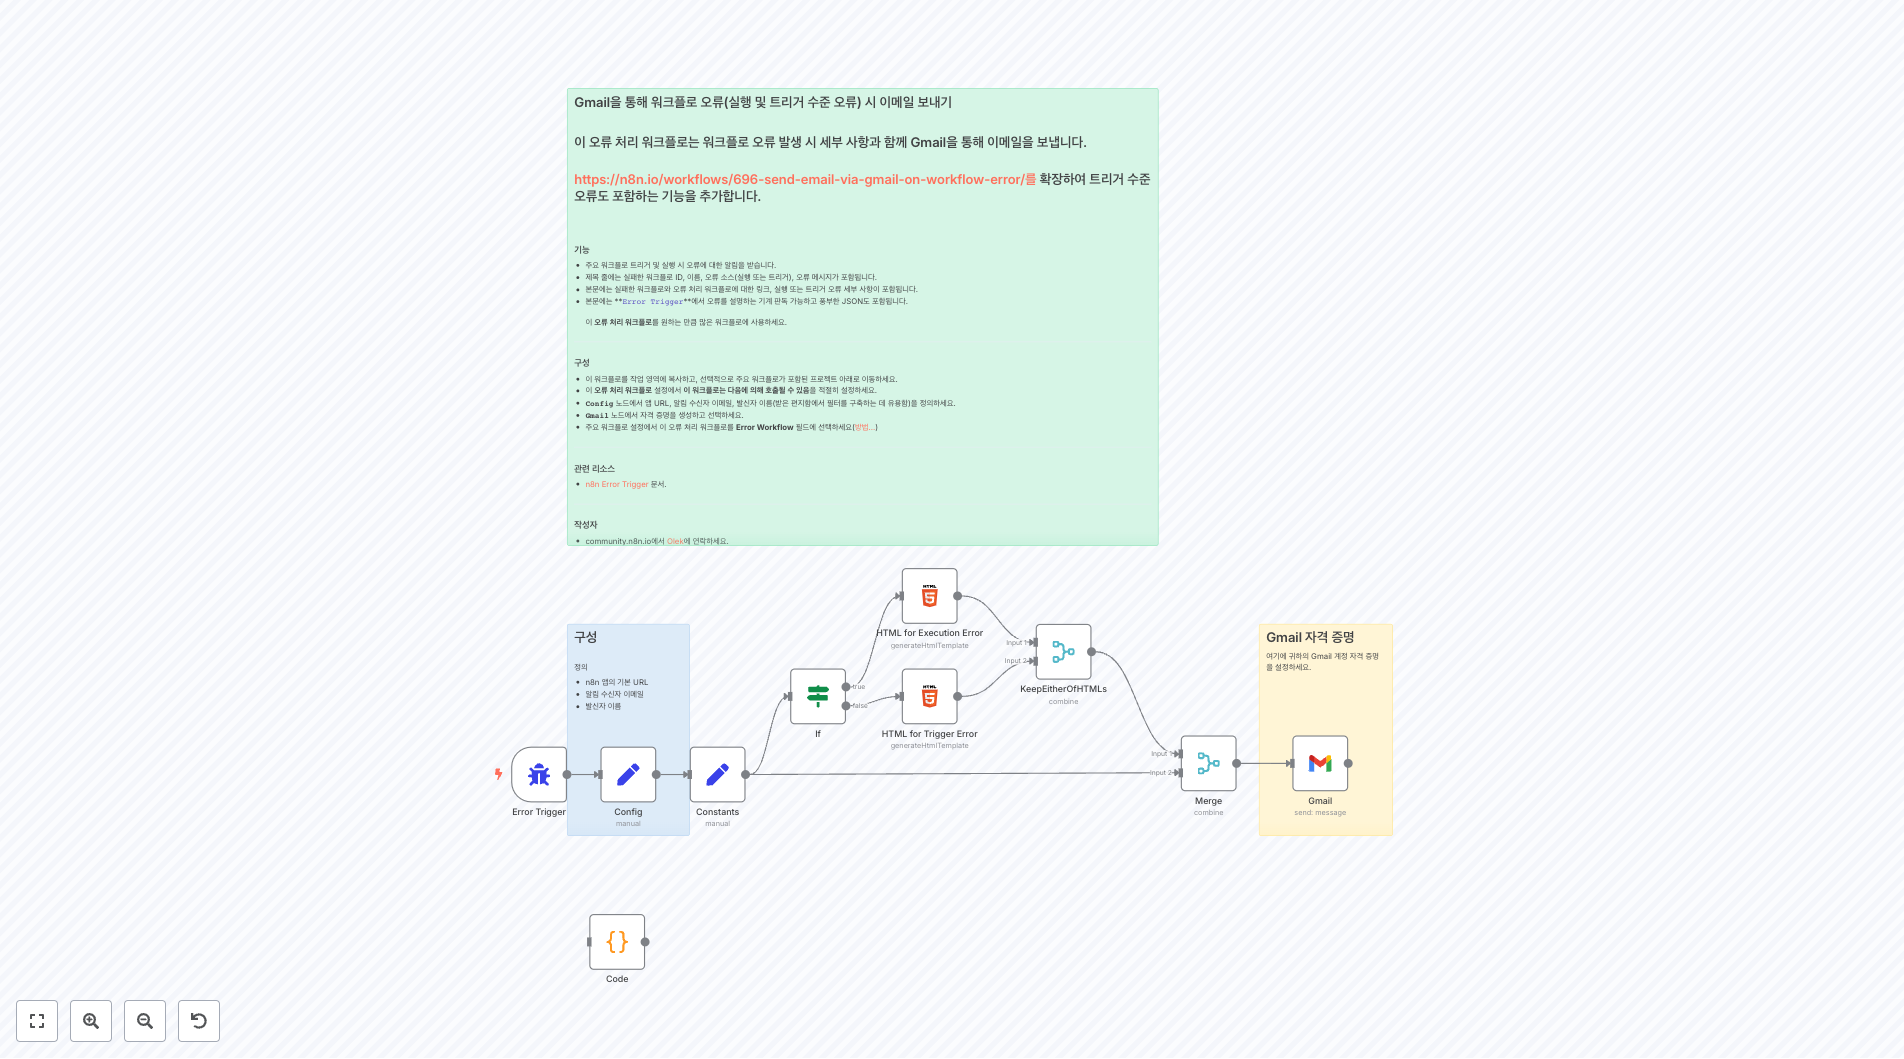 Gmail을 통해 워크플로 오류(실행 및 트리거 수준 오류) 시 이메일 보내기
이 오류 처리 워크플로는 워크플로 오류 발생 시 세부 사항과 함께 Gmail을 통해 이메일을 보냅니다.
https://n8n.io/workflows/696-send-email-via-gmail-on-workflow-error/를 확장하여 트리거 수준
오류도 포함하는 기능을 추가합니다.
기능
주요 워크플로 트리거 및 실행 시 오류에 대한 알림을 받습니다.
제목 줄에는 실패한 워크플로 ID, 이름, 오류 소스(실행 또는 트리거), 오류 메시지가 포함됩니다.
본문에는 실패한 워크플로와 오류 처리 워크플로에 대한 링크, 실행 또는 트리거 오류 세부 사항이 포함됩니다.
본문에는 **Error Trigger**에서 오류를 설명하는 기계 판독 가능하고 풍부한 JSON도 포함됩니다.
이 오류 처리 워크플로를 원하는 만큼 많은 워크플로에 사용하세요.
구성
이 워크플로를 작업 영역에 복사하고, 선택적으로 주요 워크플로가 포함된 프로젝트 아래로 이동하세요.
이 오류 처리 워크플로 설정에서 이 워크플로는 다음에 의해 호출될 수 있음을 적절히 설정하세요.
Config 노드에서 앱 URL, 알림 수신자 이메일, 발신자 이름(받은 편지함에서 필터를 구축하는 데 유용함)을 정의하세요.
Gmail 노드에서 자격 증명을 생성하고 선택하세요.
주요 워크플로 설정에서 이 오류 처리 워크플로를 Error Workflow 필드에 선택하세요(방법...)
관련 리소스
n8n Error Trigger 문서.
작성자
community.n8n.io에서 Olek에 연락하세요.
HTML for Execution Error
generateHtmlTemplate
구성
정의
n8n 앱의 기본 URL
알림 수신자 이메일
발신자 이름
Gmail 자격 증명
여기에 귀하의 Gmail 계정 자격 증명
을 설정하세요.
Input 1
Input 2
KeepEitherOfHTMLs
combine
true
false
If
HTML for Trigger Error
generateHtmlTemplate
Input 1
Input 2
Error Trigger
Config
manual
Constants
manual
Merge
combine
Gmail
send: message
{}
Code